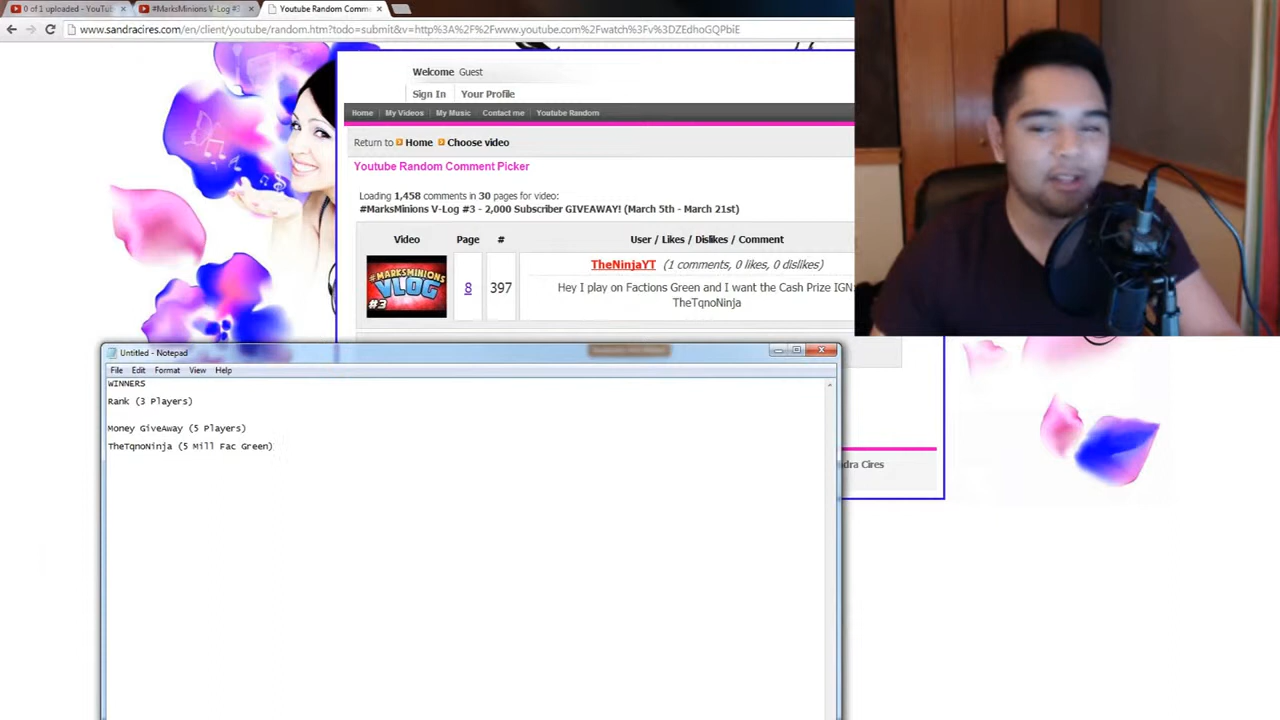 0 of 1 uploaded - YouTu
#MarksMinions V-Log #3
Youtube Random Comme
www.sandracires.com/en/client/youtube/random.htm?todo=submit&v=http%3A%2F%2Fwww.youtube.com%2Fwatch%3Fv%3DZEdhoGQPbiE
Welcome Guest
Sign In Your Profile
Home My Videos My Music Contact me Youtube Random
Return to Home Choose video
Youtube Random Comment Picker
Loading 1,458 comments in 30 pages for video:
#MarksMinions V-Log #3 - 2,000 Subscriber GIVEAWAY! (March 5th - March 21st)
Video Page # User / Likes / Dislikes / Comment
#MARKSMINIONS
VLOG
#3
8 397
TheNinjaYT (1 comments, 0 likes, 0 dislikes)
Hey I play on Factions Green and I want the Cash Prize IGN
TheTqnoNinja
Untitled - Notepad
File Edit Format View Help
WINNERS
Rank (3 Players)
Money GiveAway (5 Players)
TheTqnoNinja (5 Mill Fac Green)
dra Cires